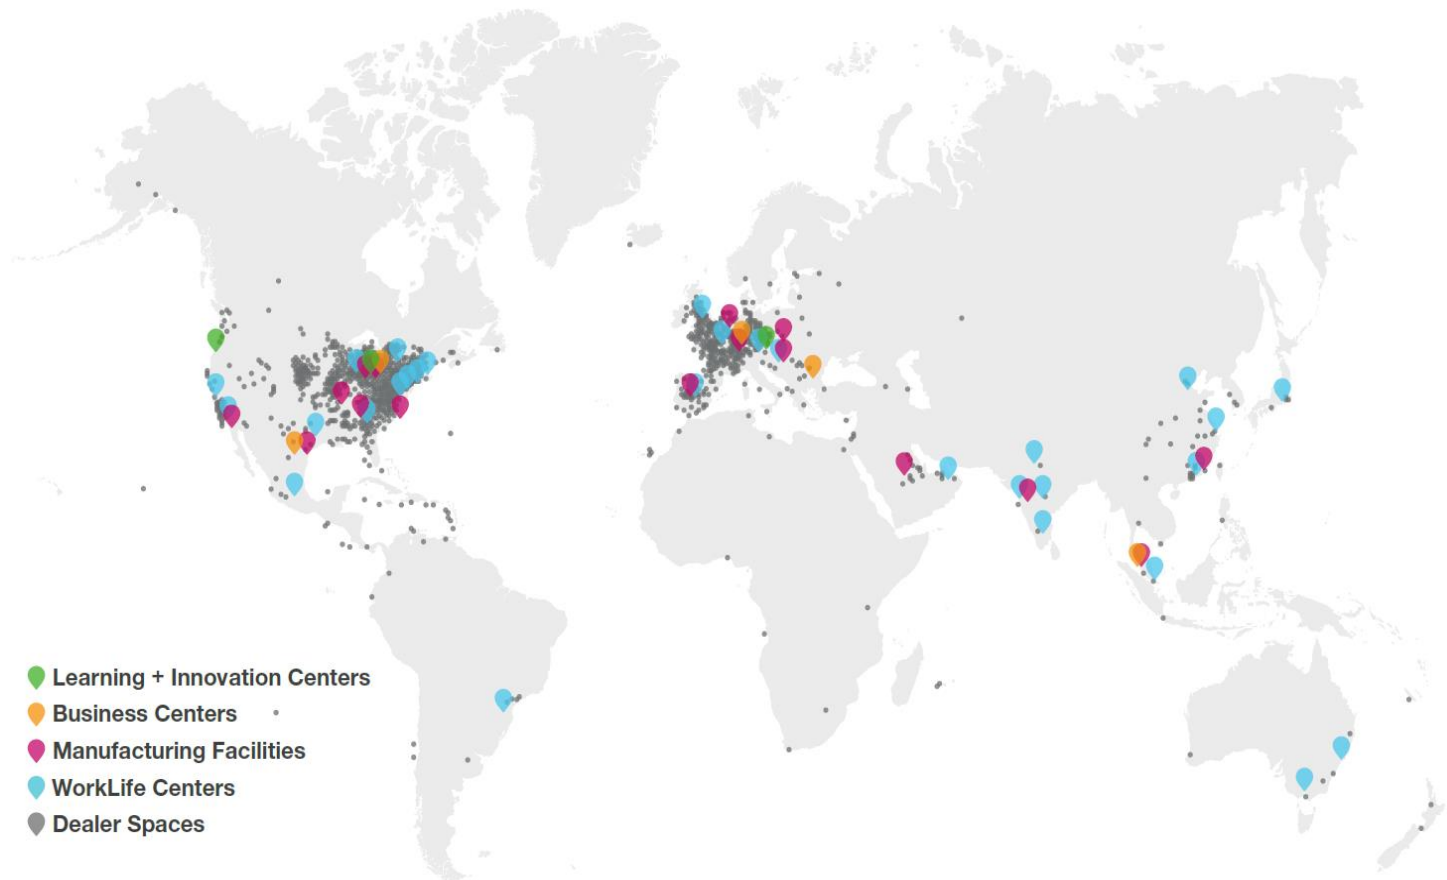 Learning + Innovation Centers
Business Centers
Manufacturing Facilities
WorkLife Centers
Dealer Spaces